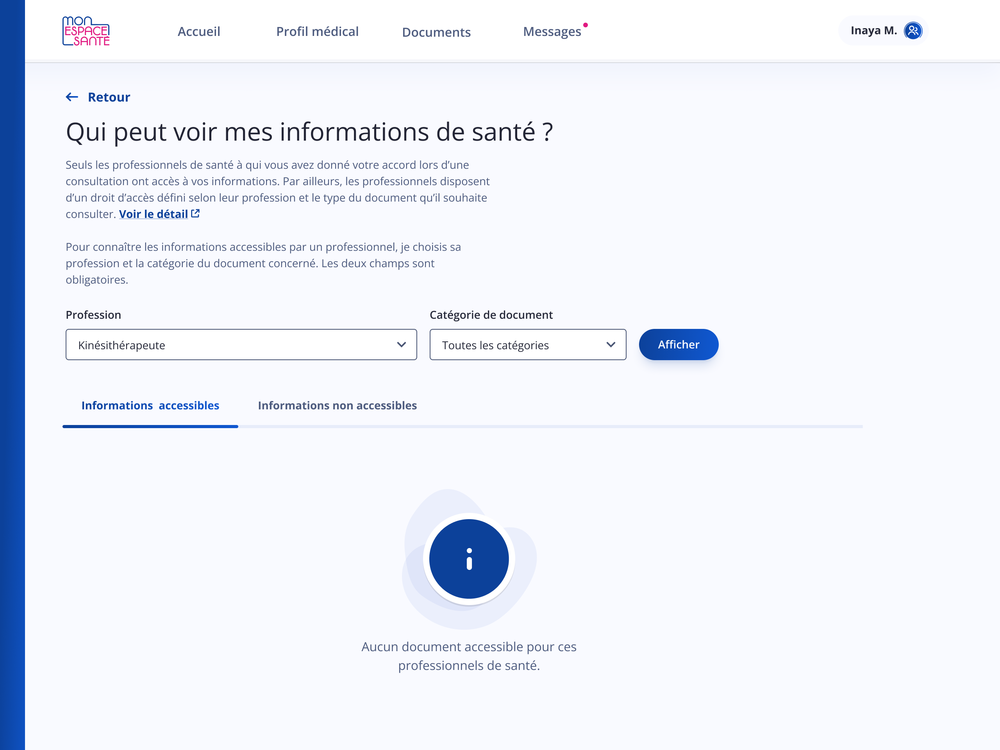 MON
ESPACE
SANTÉ
Accueil
Profil médical
Documents
Messages
Inaya M.
Retour
Qui peut voir mes informations de santé ?
Seuls les professionnels de santé à qui vous avez donné votre accord lors d’une
consultation ont accès à vos informations. Par ailleurs, les professionnels disposent
d’un droit d’accès défini selon leur profession et le type du document qu’il souhaite
consulter. Voir le détail
Pour connaître les informations accessibles par un professionnel, je choisis sa
profession et la catégorie du document concerné. Les deux champs sont
obligatoires.
Profession
Catégorie de document
Kinésithérapeute
Toutes les catégories
Afficher
Informations accessibles
Informations non accessibles
Aucun document accessible pour ces
professionnels de santé.